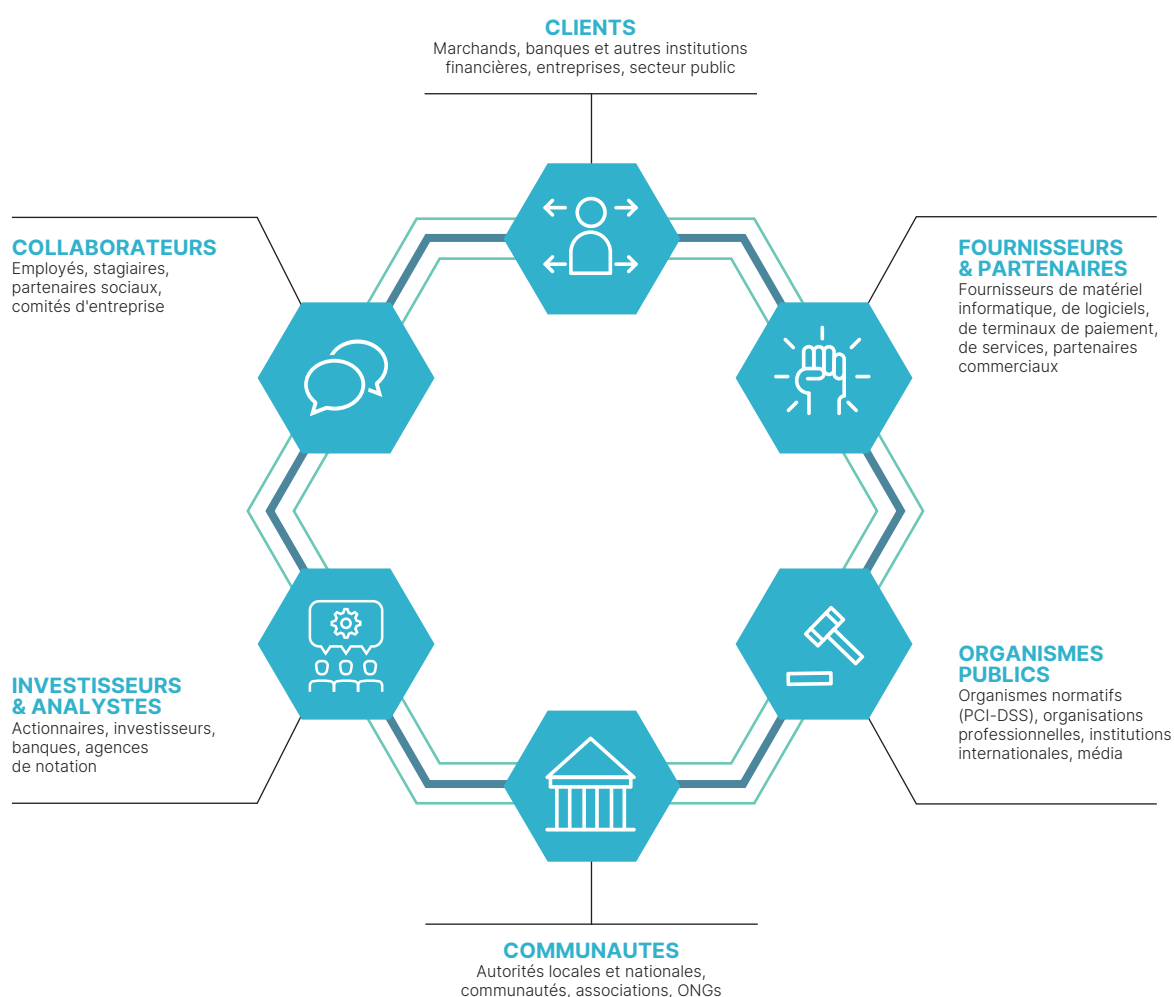 CLIENTS
Marchands, banques et autres institutions
financières, entreprises, secteur public
COLLABORATEURS
Employés, stagiaires,
partenaires sociaux,
comités d'entreprise
FOURNISSEURS
& PARTENAIRES
Fournisseurs de matériel
informatique, de logiciels,
de terminaux de paiement,
de services, partenaires
commerciaux
INVESTISSEURS
& ANALYSTES
Actionnaires, investisseurs,
banques, agences
de notation
ORGANISMES
PUBLICS
Organismes normatifs
(PCI-DSS), organisations
professionnelles, institutions
internationales, média
COMMUNAUTES
Autorités locales et nationales,
communautés, associations, ONGs